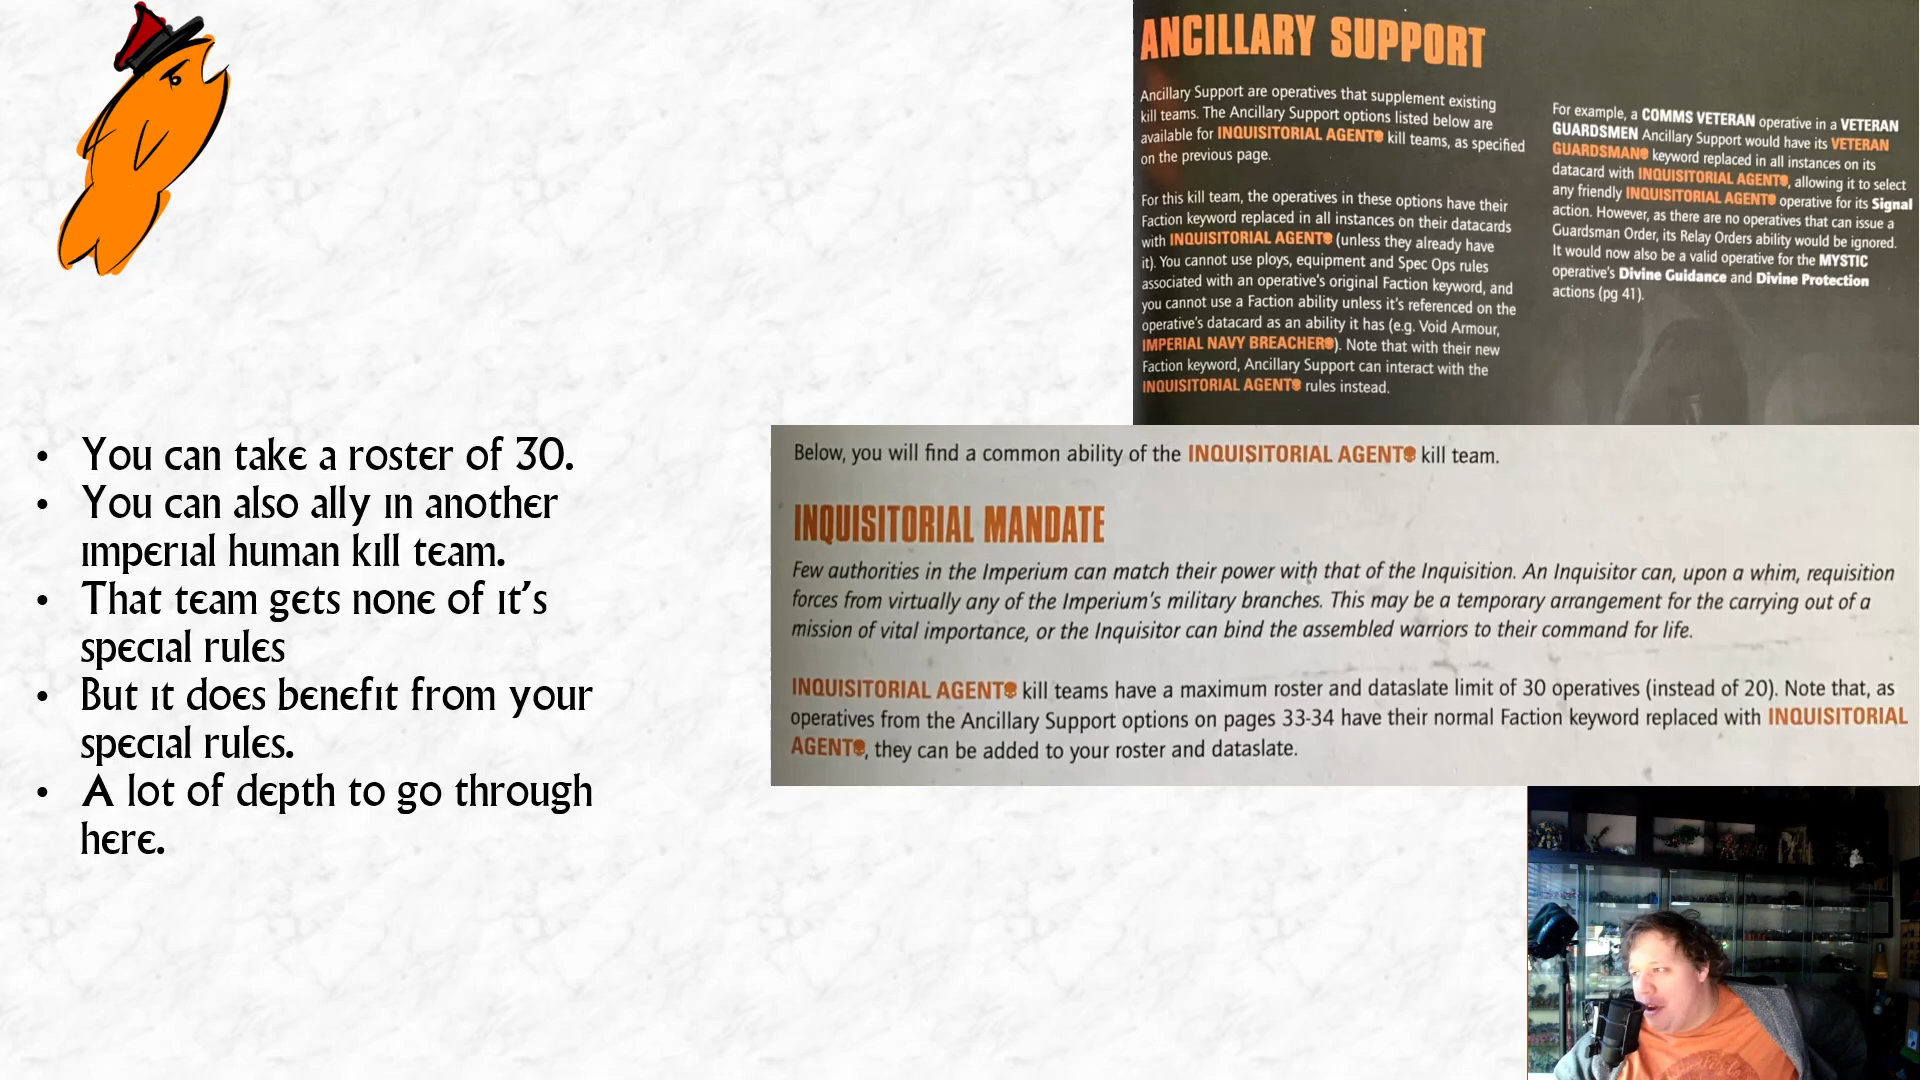 ANCILLARY SUPPORT
Ancillary Support are operatives that supplement existing
kill teams. The Ancillary Support options listed below are
available for INQUISITORIAL AGENT kill teams, as specified
on the previous page.
For this kill team, the operatives in these options have their
Faction keyword replaced in all instances on their datacards
with INQUISITORIAL AGENT (unless they already have
it). You cannot use ploys, equipment and Spec Ops rules
associated with an operative's original Faction keyword, and
you cannot use a Faction ability unless it's referenced on the
operative's datacard as an ability it has (e.g. Void Armour,
IMPERIAL NAVY BREACHER). Note that with their new
Faction keyword, Ancillary Support can interact with the
INQUISITORIAL AGENT rules instead.
For example, a COMMS VETERAN operative in a VETERAN
GUARDSMEN Ancillary Support would have its VETERAN
GUARDSMAN keyword replaced in all instances on its
datacard with INQUISITORIAL AGENT, allowing it to select
any friendly INQUISITORIAL AGENT operative for its Signal
action. However, as there are no operatives that can issue a
Guardsman Order, its Relay Orders ability would be ignored.
It would now also be a valid operative for the MYSTIC
operative's Divine Guidance and Divine Protection
actions (pg 41).
• You can take a roster of 30.
• You can also ally in another
imperial human kill team.
• That team gets none of it's
special rules
• But it does benefit from your
special rules.
• A lot of depth to go through
here.
Below, you will find a common ability of the INQUISITORIAL AGENT kill team.
INQUISITORIAL MANDATE
Few authorities in the Imperium can match their power with that of the Inquisition. An Inquisitor can, upon a whim, requisition
forces from virtually any of the Imperium's military branches. This may be a temporary arrangement for the carrying out of a
mission of vital importance, or the Inquisitor can bind the assembled warriors to their command for life.
INQUISITORIAL AGENT kill teams have a maximum roster and dataslate limit of 30 operatives (instead of 20). Note that, as
operatives from the Ancillary Support options on pages 33-34 have their normal Faction keyword replaced with INQUISITORIAL
AGENT, they can be added to your roster and dataslate.